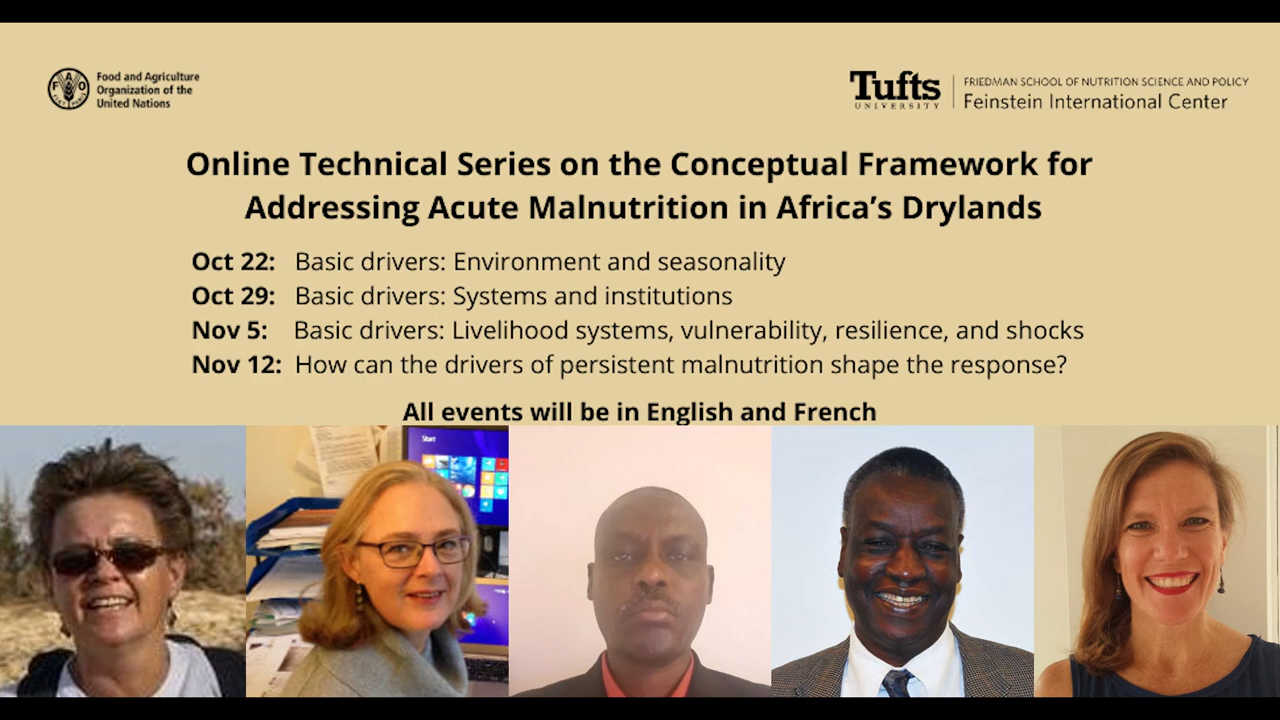 Food and Agriculture
Organization of the
United Nations
Tufts
UNIVERSITY
FRIEDMAN SCHOOL OF NUTRITION SCIENCE AND POLICY
Feinstein International Center
Online Technical Series on the Conceptual Framework for
Addressing Acute Malnutrition in Africa’s Drylands
Oct 22: Basic drivers: Environment and seasonality
Oct 29: Basic drivers: Systems and institutions
Nov 5: Basic drivers: Livelihood systems, vulnerability, resilience, and shocks
Nov 12: How can the drivers of persistent malnutrition shape the response?
All events will be in English and French
Start